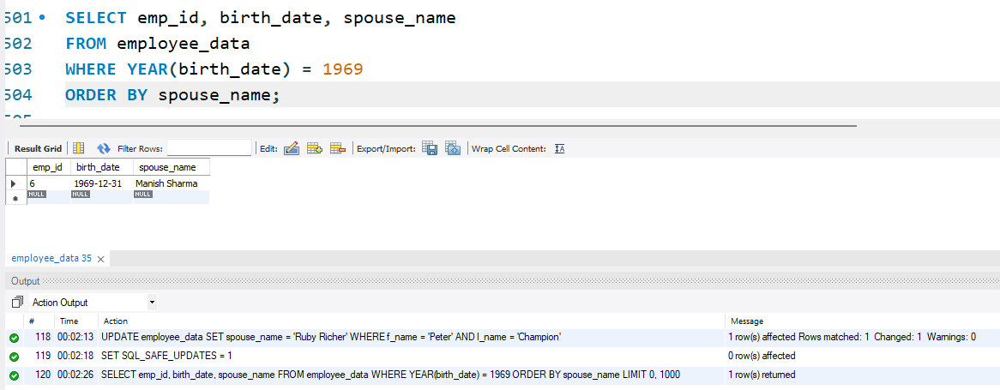 501 SELECT emp_id, birth_date, spouse_name
502 FROM employee_data
503 WHERE YEAR(birth_date) = 1969
504 ORDER BY spouse_name;
Result Grid Filter Rows: Edit: Export/Import: Wrap Cell Content: IA
emp_id birth_date spouse_name
6 1969-12-31 Manish Sharma
NULL NULL NULL
employee_data 35
Output
Action Output
# Time Action Message
118 00:02:13 UPDATE employee_data SET spouse_name = 'Ruby Richer' WHERE f_name = 'Peter' AND l_name = 'Champion' 1 row(s) affected Rows matched: 1 Changed: 1 Warnings: 0
119 00:02:18 SET SQL_SAFE_UPDATES = 1 0 row(s) affected
120 00:02:26 SELECT emp_id, birth_date, spouse_name FROM employee_data WHERE YEAR(birth_date) = 1969 ORDER BY spouse_name LIMIT 0, 1000 1 row(s) returned